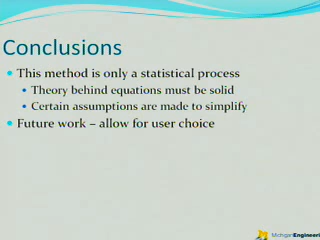 Conclusions
This method is only a statistical process
Theory behind equations must be solid
Certain assumptions are made to simplify
Future work – allow for user choice
MichiganEngineeri